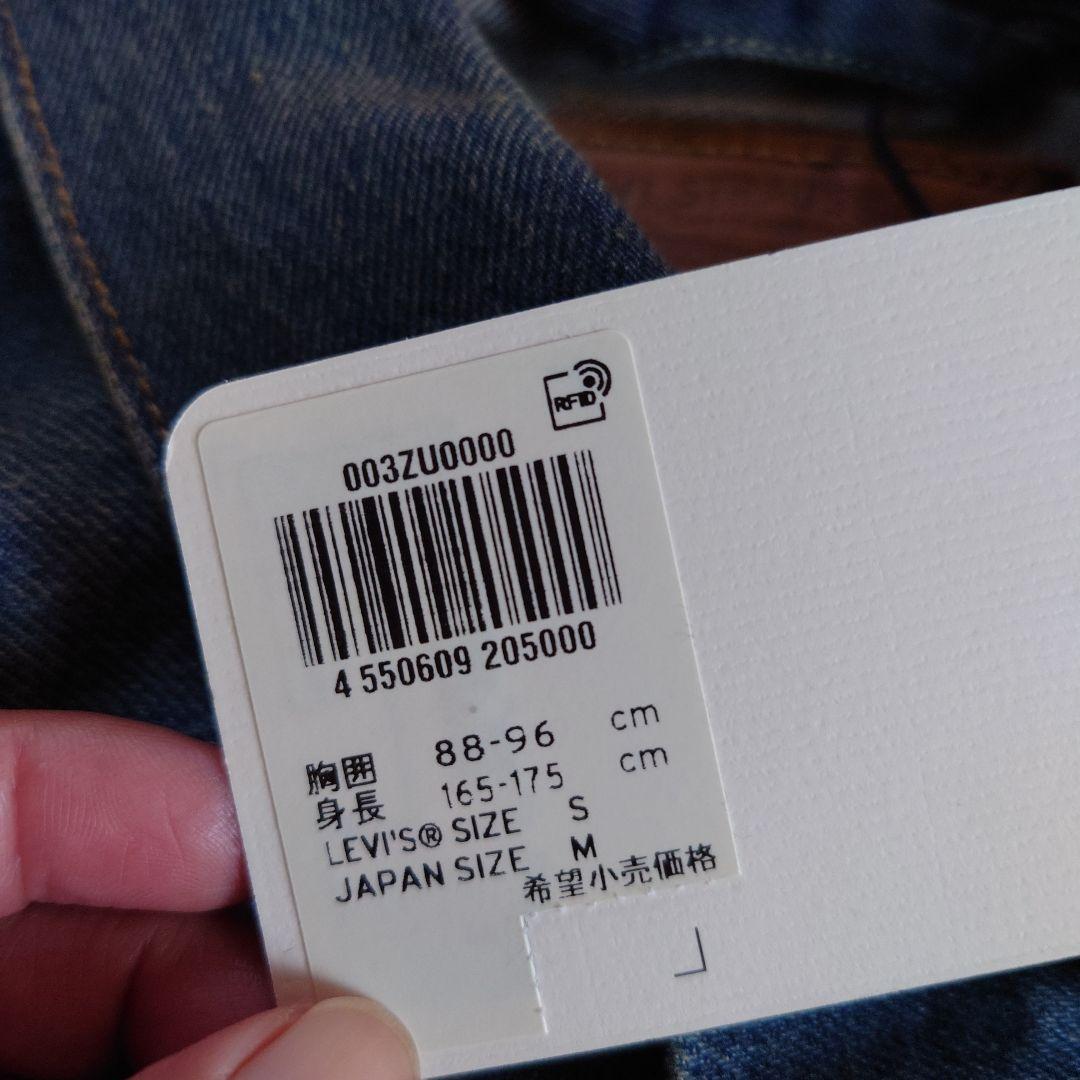 RFID
003ZU0000
4 550609 205000
胸囲 88-96 cm
身長 165-175 cm
LEVI'S® SIZE S
JAPAN SIZE M
希望小売価格